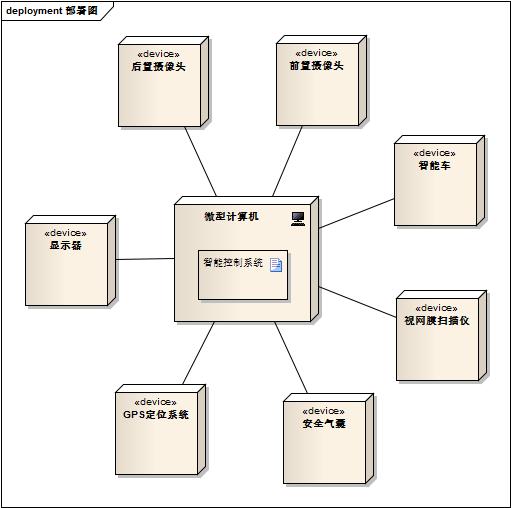 deployment 部署图
«device»
后置摄像头
«device»
前置摄像头
«device»
智能车
微型计算机
智能控制系统
«device»
显示器
«device»
视网膜扫描仪
«device»
GPS定位系统
«device»
安全气囊